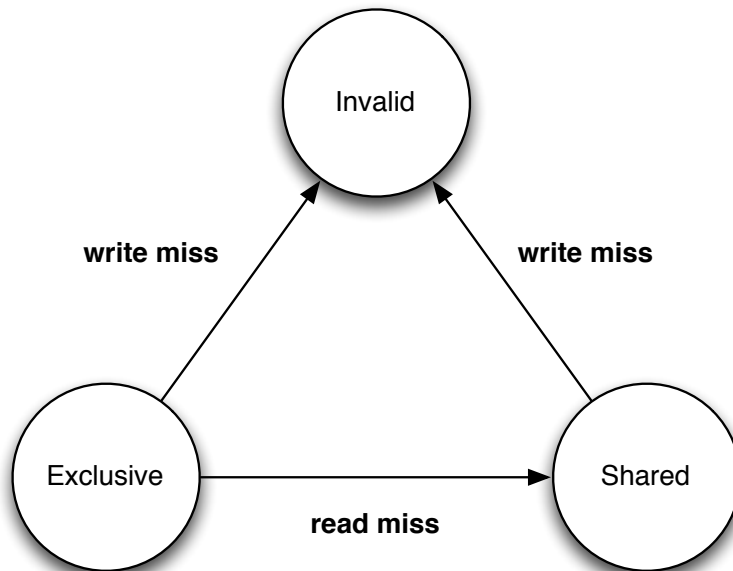 Invalid
write miss
write miss
Exclusive
Shared
read miss